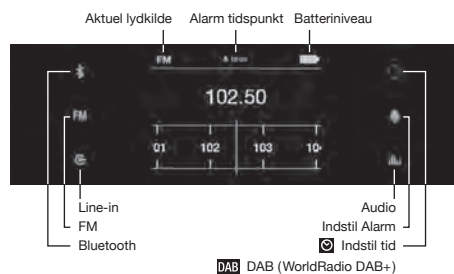 Aktuel lydkilde Alarm tidspunkt Batteriniveau
FM
102.50
FM
01 102 103 10
Line-in Audio
FM Indstil Alarm
Bluetooth Indstil tid
DAB DAB (WorldRadio DAB+)